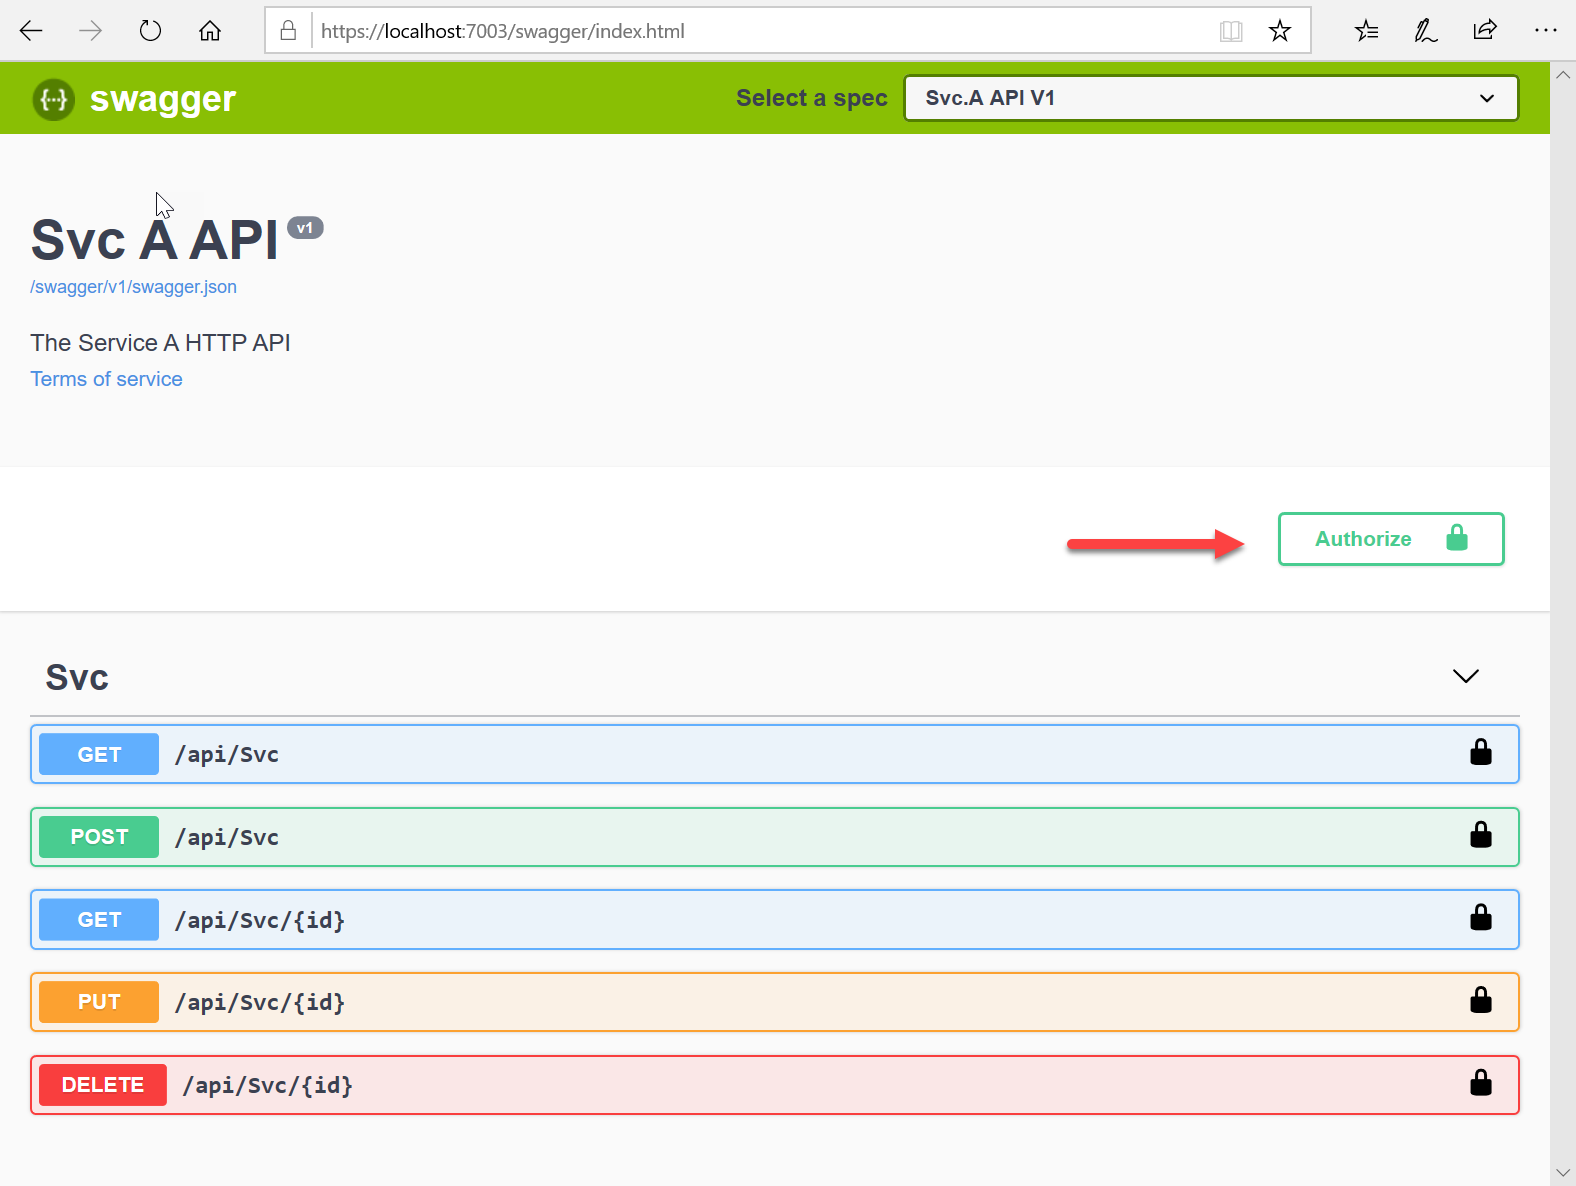 https://localhost:7003/swagger/index.html
{···} swagger
Select a spec
Svc.A API V1
Svc A API v1
/swagger/v1/swagger.json
The Service A HTTP API
Terms of service
Authorize
Svc
GET /api/Svc
POST /api/Svc
GET /api/Svc/{id}
PUT /api/Svc/{id}
DELETE /api/Svc/{id}